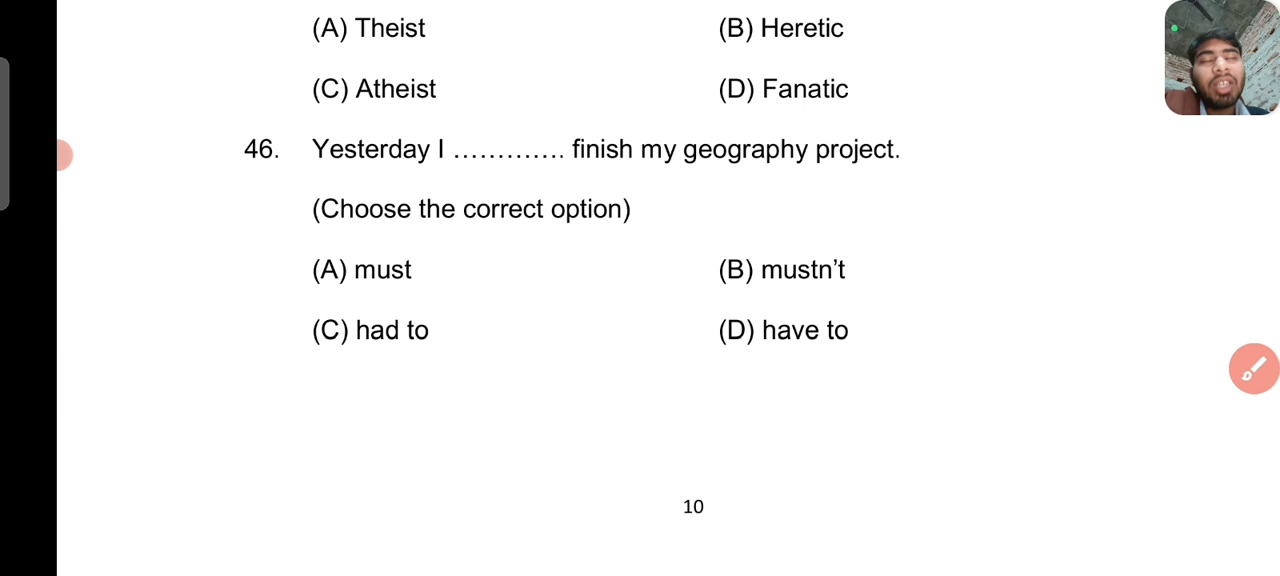 (A) Theist (B) Heretic
(C) Atheist (D) Fanatic
46. Yesterday I ............. finish my geography project.
(Choose the correct option)
(A) must (B) mustn’t
(C) had to (D) have to
10